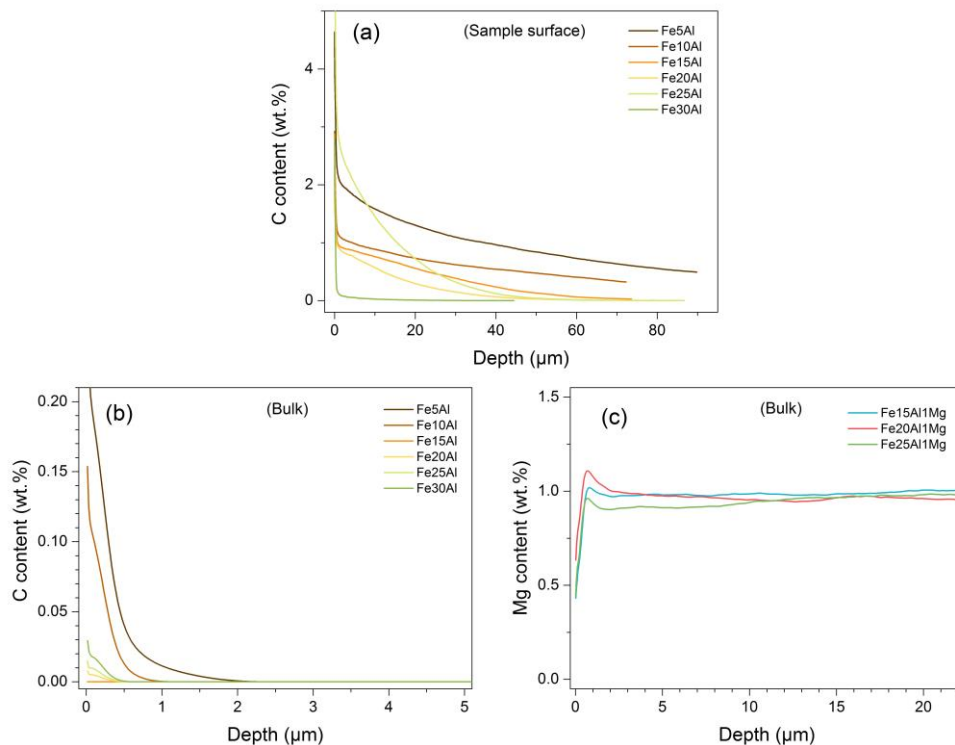 (a)
(Sample surface)
Fe5Al
Fe10Al
Fe15Al
Fe20Al
Fe25Al
Fe30Al
C content (wt.%)
4
2
0
0 20 40 60 80
Depth (µm)
(b)
(Bulk)
Fe5Al
Fe10Al
Fe15Al
Fe20Al
Fe25Al
Fe30Al
C content (wt.%)
0.20
0.15
0.10
0.05
0.00
0 1 2 3 4 5
Depth (µm)
(c)
(Bulk)
Fe15Al1Mg
Fe20Al1Mg
Fe25Al1Mg
Mg content (wt.%)
1.5
1.0
0.5
0.0
0 5 10 15 20
Depth (µm)